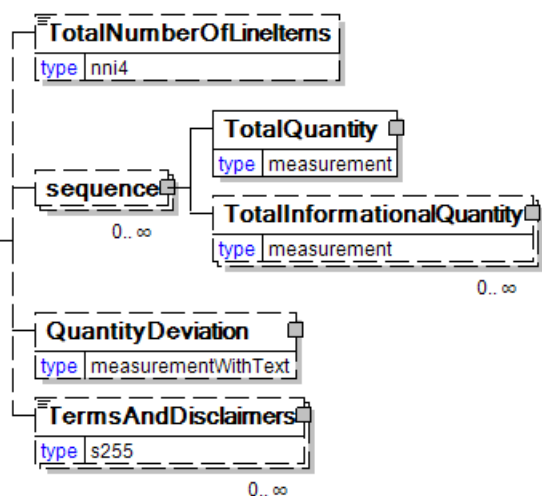 TotalNumberOfLineItems
type nni4
TotalQuantity
type measurement
sequence
0.. ∞
TotalInformationalQuantity
type measurement
0.. ∞
QuantityDeviation
type measurementWithText
TermsAndDisclaimers
type s255
0.. ∞